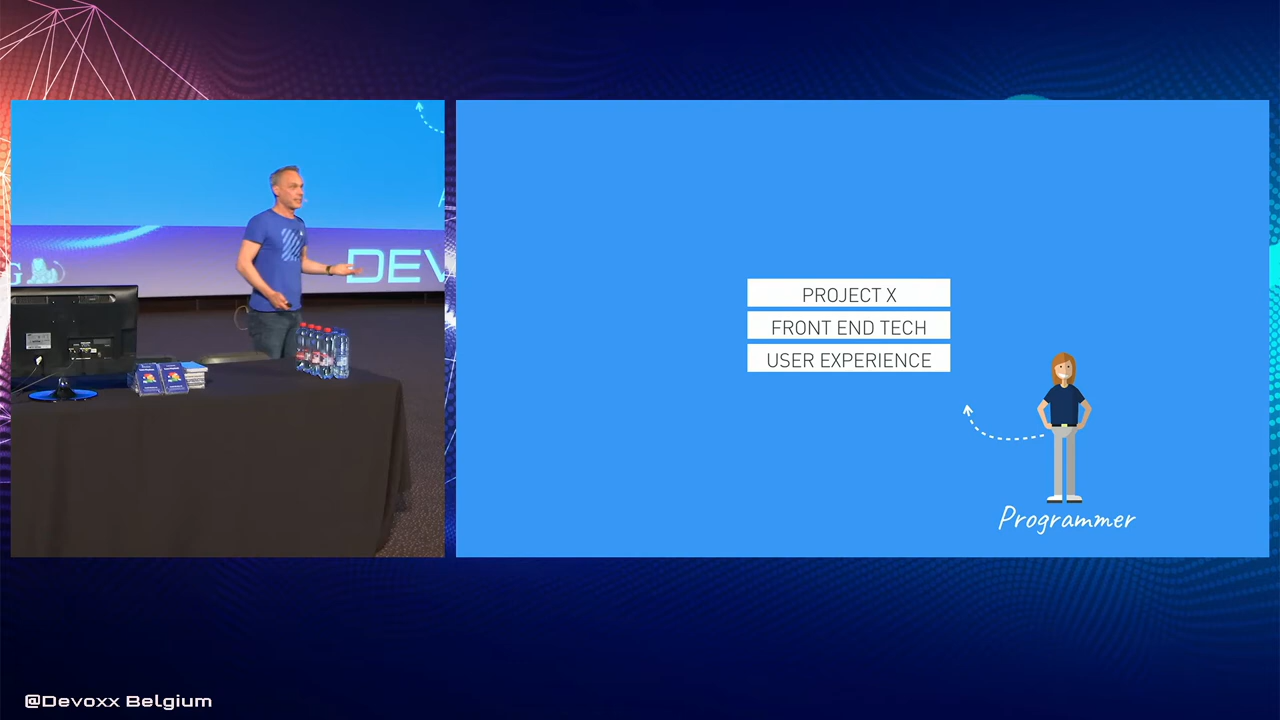 DEV
G
PROJECT X
FRONT END TECH
USER EXPERIENCE
Programmer
@Devoxx Belgium